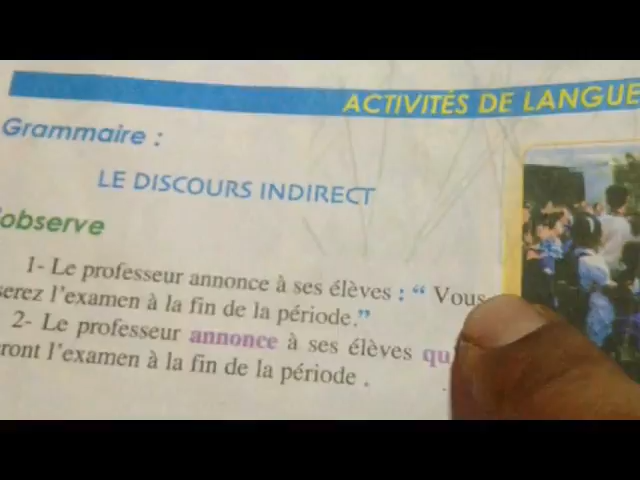 ACTIVITÉS DE LANGUE
Grammaire :
LE DISCOURS INDIRECT
observe
1- Le professeur annonce à ses élèves : “ Vous
serez l’examen à la fin de la période.”
2- Le professeur annonce à ses élèves qu
ront l’examen à la fin de la période .